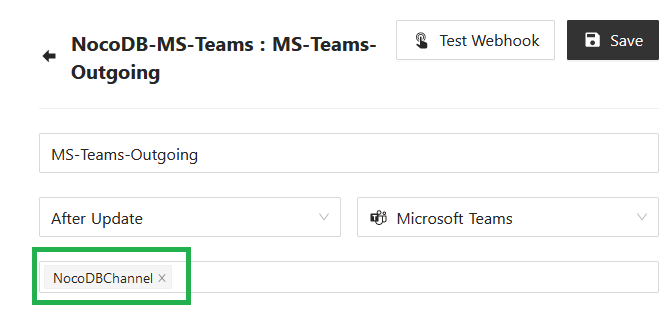 NocoDB-MS-Teams : MS-Teams-
Outgoing
Test Webhook
Save
MS-Teams-Outgoing
After Update
Microsoft Teams
NocoDBChannel